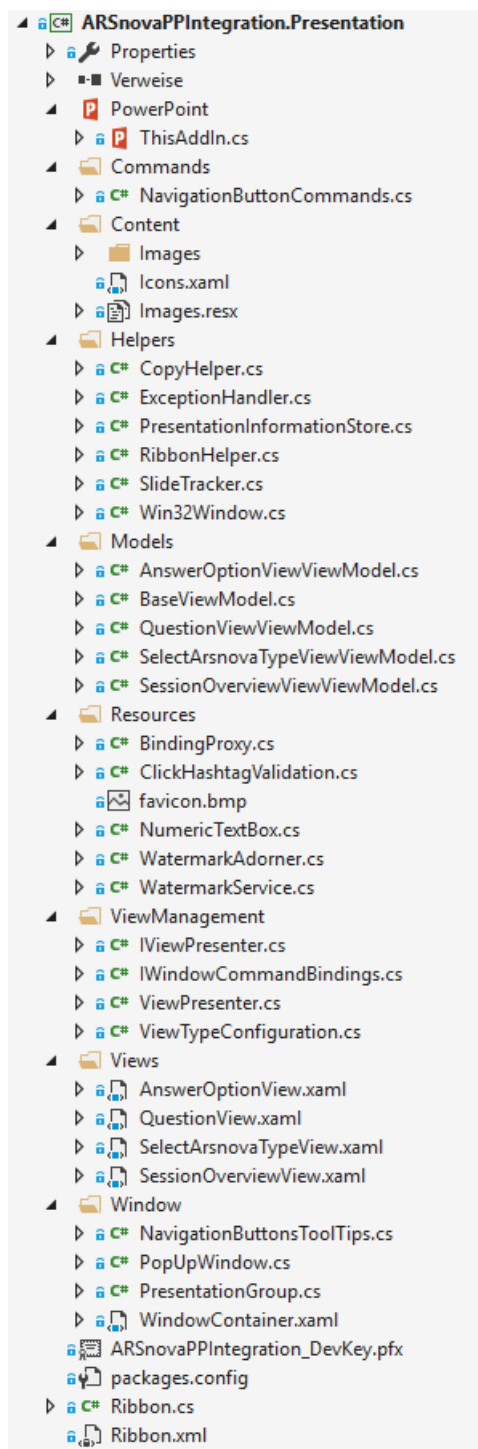 ARSnovaPPIntegration.Presentation
Properties
Verweise
PowerPoint
ThisAddIn.cs
Commands
C# NavigationButtonCommands.cs
Content
Images
Icons.xaml
Images.resx
Helpers
C# CopyHelper.cs
C# ExceptionHandler.cs
C# PresentationInformationStore.cs
C# RibbonHelper.cs
C# SlideTracker.cs
C# Win32Window.cs
Models
C# AnswerOptionViewViewModel.cs
C# BaseViewModel.cs
C# QuestionViewViewModel.cs
C# SelectArsnovaTypeViewViewModel.cs
C# SessionOverviewViewViewModel.cs
Resources
C# BindingProxy.cs
C# ClickHashtagValidation.cs
favicon.bmp
C# NumericTextBox.cs
C# WatermarkAdorner.cs
C# WatermarkService.cs
ViewManagement
C# IViewPresenter.cs
C# IWindowCommandBindings.cs
C# ViewPresenter.cs
C# ViewTypeConfiguration.cs
Views
AnswerOptionView.xaml
QuestionView.xaml
SelectArsnovaTypeView.xaml
SessionOverviewView.xaml
Window
C# NavigationButtonsToolTips.cs
C# PopUpWindow.cs
C# PresentationGroup.cs
WindowContainer.xaml
ARSnovaPPIntegration_DevKey.pfx
packages.config
C# Ribbon.cs
Ribbon.xml